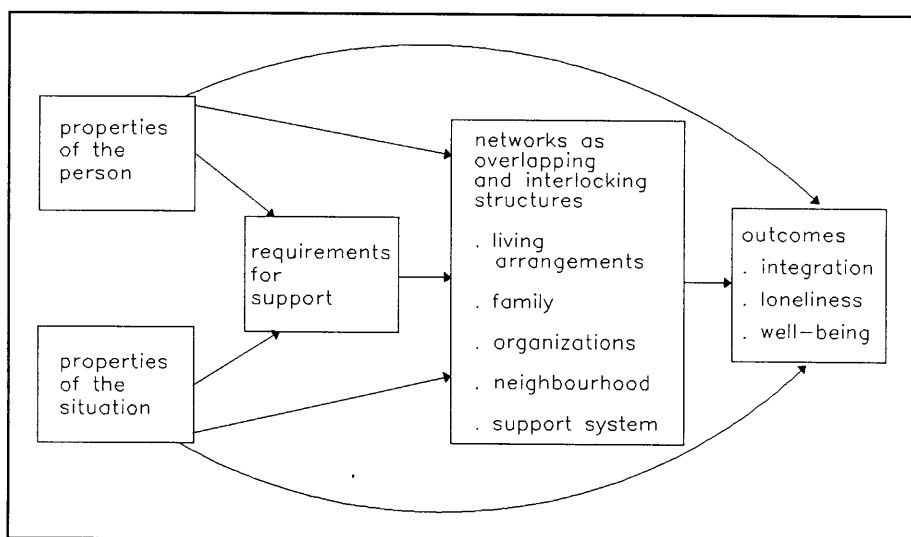 properties
of the
person
properties
of the
situation
requirements
for
support
networks as
overlapping
and interlocking
structures
. living
arrangements
. family
. organizations
. neighbourhood
. support system
outcomes
. integration
. loneliness
. well-being